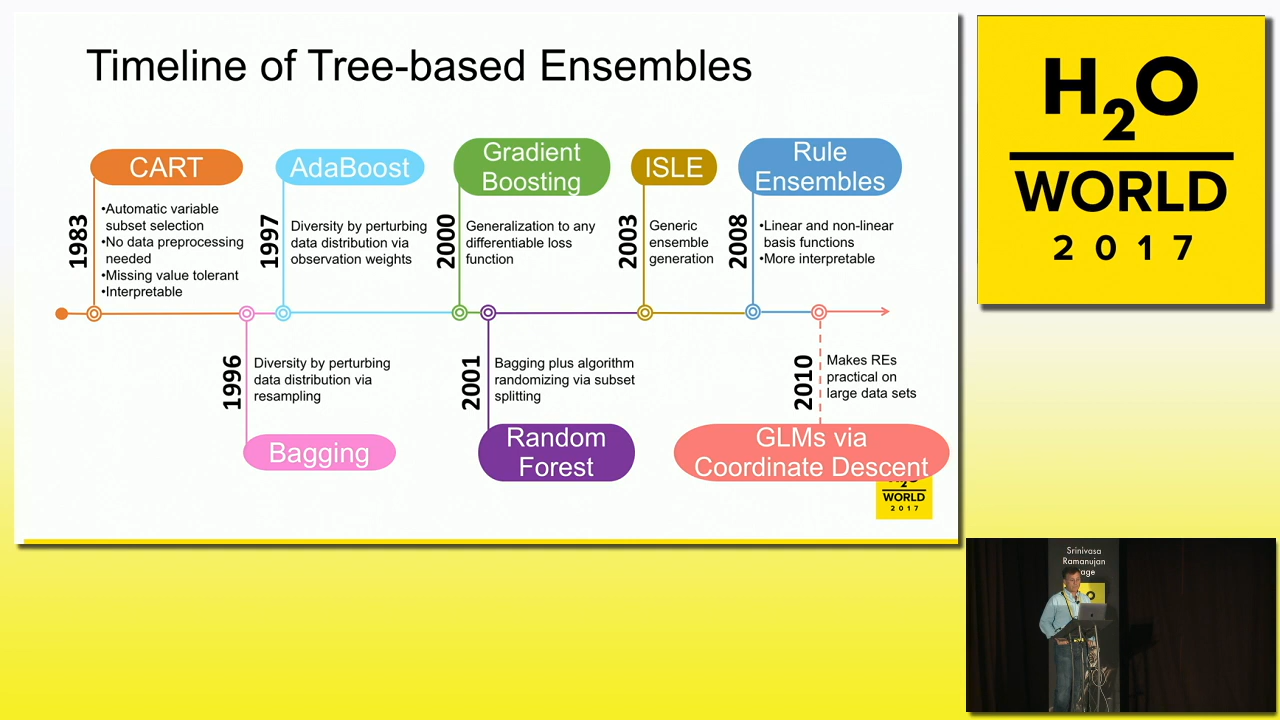 Timeline of Tree-based Ensembles
CART
AdaBoost
Gradient
Boosting
ISLE
Rule
Ensembles
1983
•Automatic variable
subset selection
•No data preprocessing
needed
•Missing value tolerant
•Interpretable
1997
Diversity by perturbing
data distribution via
observation weights
2000
Generalization to any
differentiable loss
function
2003
Generic
ensemble
generation
2008
•Linear and non-linear
basis functions
•More interpretable
1996
Diversity by perturbing
data distribution via
resampling
Bagging
2001
Bagging plus algorithm
randomizing via subset
splitting
Random
Forest
2010
Makes REs
practical on
large data sets
GLMs via
Coordinate Descent
H2O
WORLD
2017
H2O
WORLD
2017
Srinivasa
Ramanujan